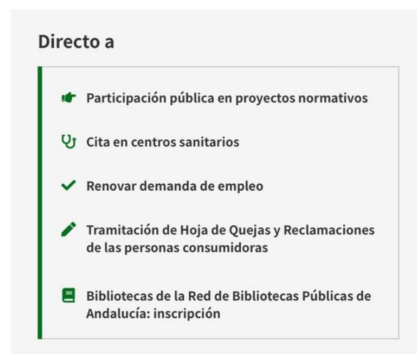 Directo a
Participación pública en proyectos normativos
Cita en centros sanitarios
Renovar demanda de empleo
Tramitación de Hoja de Quejas y Reclamaciones
de las personas consumidoras
Bibliotecas de la Red de Bibliotecas Públicas de
Andalucía: inscripción